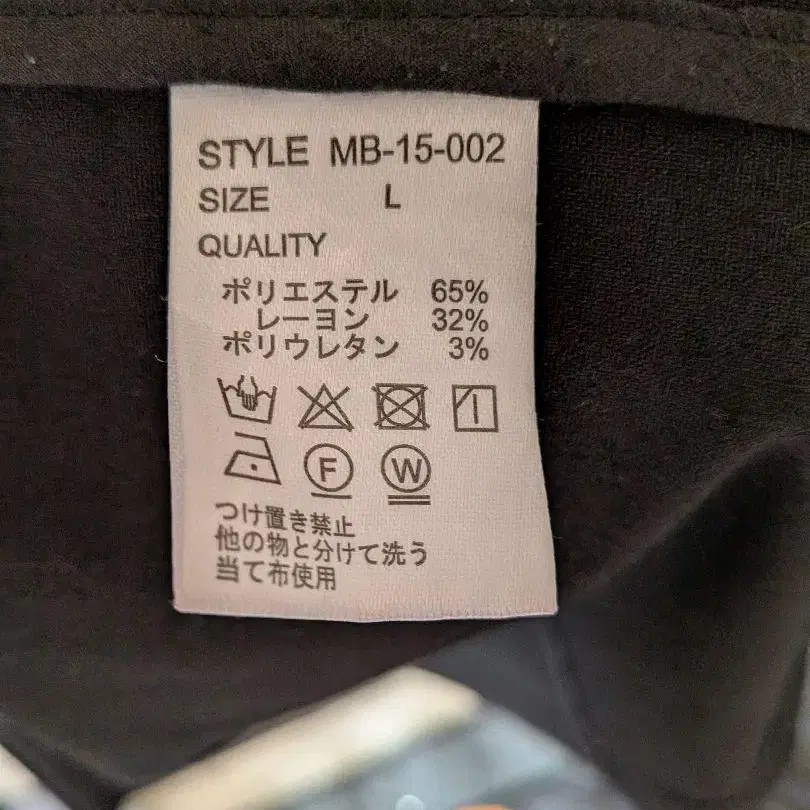 STYLE MB-15-002
SIZE L
QUALITY
ポリエステル 65%
レーヨン 32%
ポリウレタン 3%
F W
つけ置き禁止
他の物と分けて洗う
当て布使用